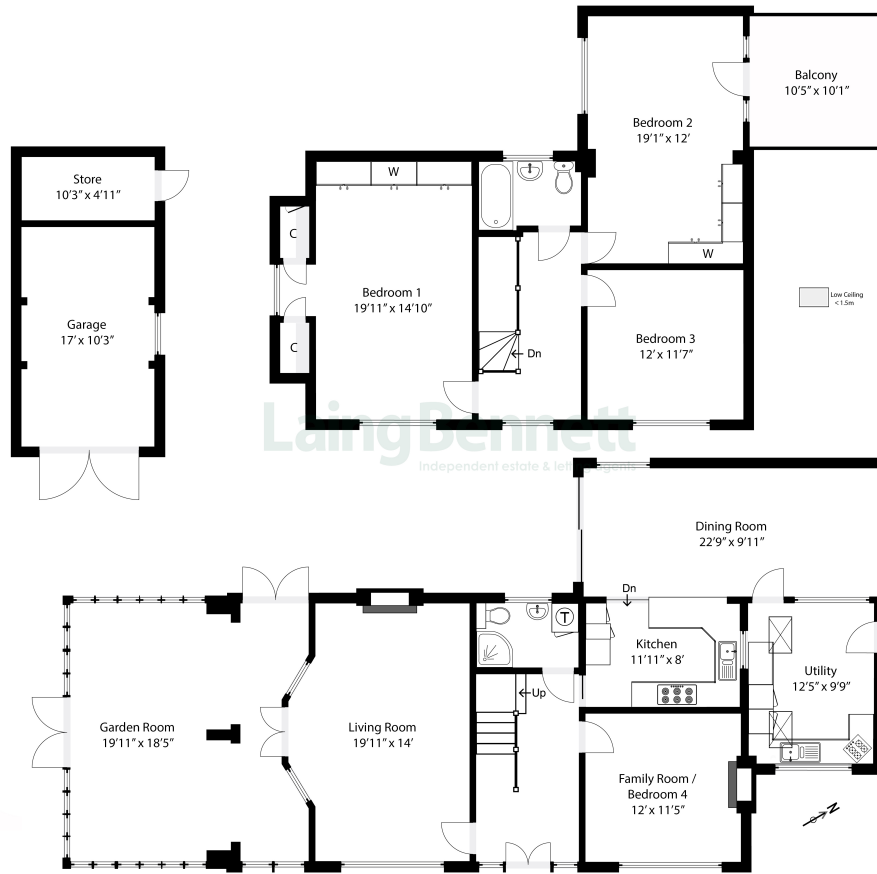 Balcony
10'5" x 10'1"
Bedroom 2
19'1" x 12'
W
Store
10'3" x 4'11"
W
C
Bedroom 1
19'11" x 14'10"
Garage
17' x 10'3"
C
Dn
Bedroom 3
12' x 11'7"
Low Ceiling
< 1.5m
Laing Bennett
Independent estate & letting agents
Dining Room
22'9" x 9'11"
Dn
T
Kitchen
11'11" x 8'
Utility
12'5" x 9'9"
Up
Garden Room
19'11" x 18'5"
Living Room
19'11" x 14'
Family Room /
Bedroom 4
12' x 11'5"
N